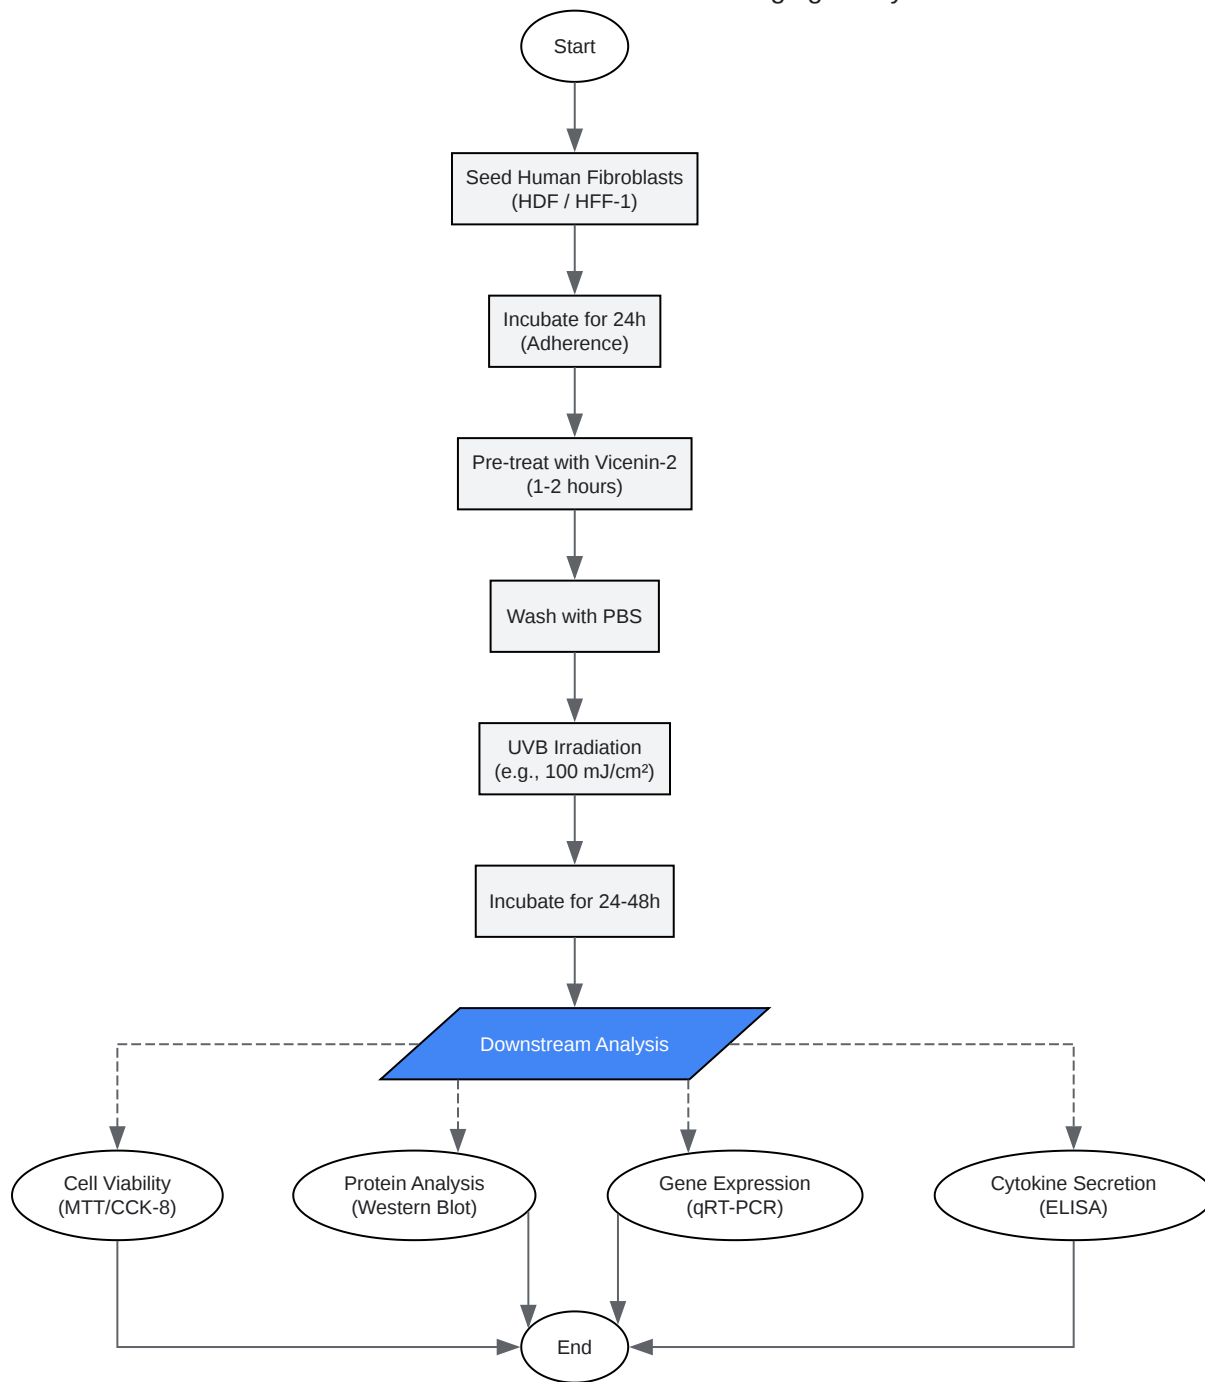 Start
Seed Human Fibroblasts
(HDF / HFF-1)
Incubate for 24h
(Adherence)
Pre-treat with Vicenin-2
(1-2 hours)
Wash with PBS
UVB Irradiation
(e.g., 100 mJ/cm²)
Incubate for 24-48h
Downstream Analysis
Cell Viability
(MTT/CCK-8)
Protein Analysis
(Western Blot)
Gene Expression
(qRT-PCR)
Cytokine Secretion
(ELISA)
End